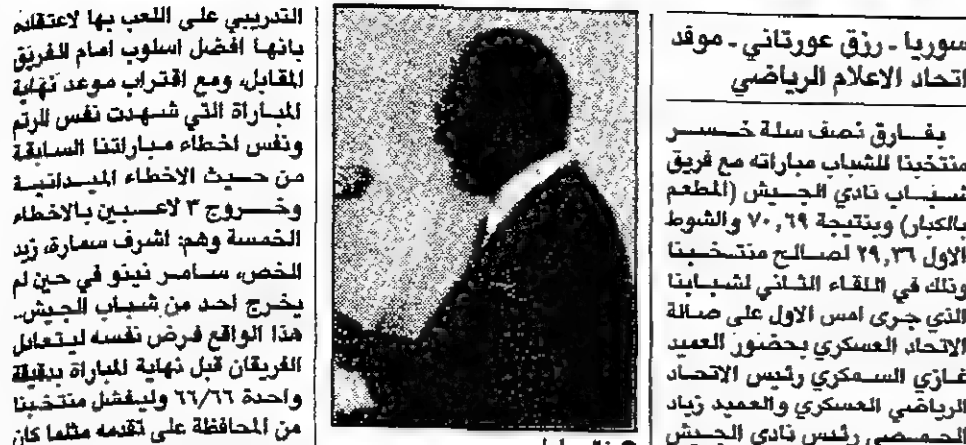 سوريا ـ رزق عورتاني ـ موفد
اتحاد الاعلام الرياضي
بفارق نصف سلة خسر
منتخبنا للشباب مباراته مع فريق
شباب نادي الجيش (المطعم
بالكبار) وبنتيجة ٧٠,٦٩ والشوط
الاول ٢٩,٣٦ لصالح منتخبنا
وذلك في اللقاء الثاني لشبابنا
الذي جرى امس الاول على صالة
الاتحاد العسكري بحضور العميد
غازي السمكري رئيس الاتحاد
الرياضي العسكري والعميد زياد
الحمصي رئيس نادي الجيش
التدريبي على اللعب بها لاعتقاده
بانها افضل اسلوب امام الفريق
المقابل، ومع اقتراب موعد نهاية
المباراة التي شهدت نفس الرتم
ونفس اخطاء مباراتنا السابقة
من حيث الاخطاء الميدانية
وخروج ٣ لاعبين بالاخطاء
الخمسة وهم: اشرف سمارة، زيد
الخص، سامر نينو في حين لم
يخرج احد من شباب الجيش..
هذا الواقع فرض نفسه ليتعادل
الفريقان قبل نهاية المباراة بدقيقة
واحدة ٦٦/٦٦ وليفشل منتخبنا
من المحافظة على تقدمه مثلما كان